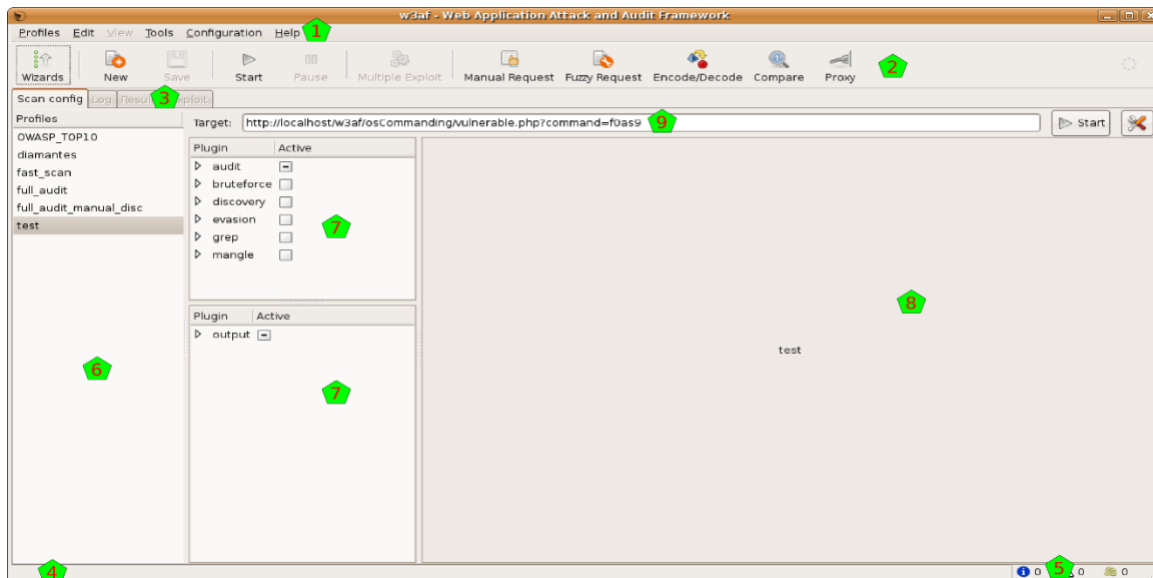 w3af - Web Application Attack and Audit Framework
Profiles Edit View Tools Configuration Help 1
Wizards New Save Start Pause Multiple Exploit Manual Request Fuzzy Request Encode/Decode Compare Proxy 2
Scan config Log 3
Profiles
OWASP_TOP10
diamantes
fast_scan
full_audit
full_audit_manual_disc
test
6
Target: http://localhost/w3af/osCommanding/vulnerable.php?command=f0as9 9 Start
Plugin Active
audit
bruteforce
discovery
evasion
grep
mangle
7
Plugin Active
output
7
8
test
4
0 5 0 0